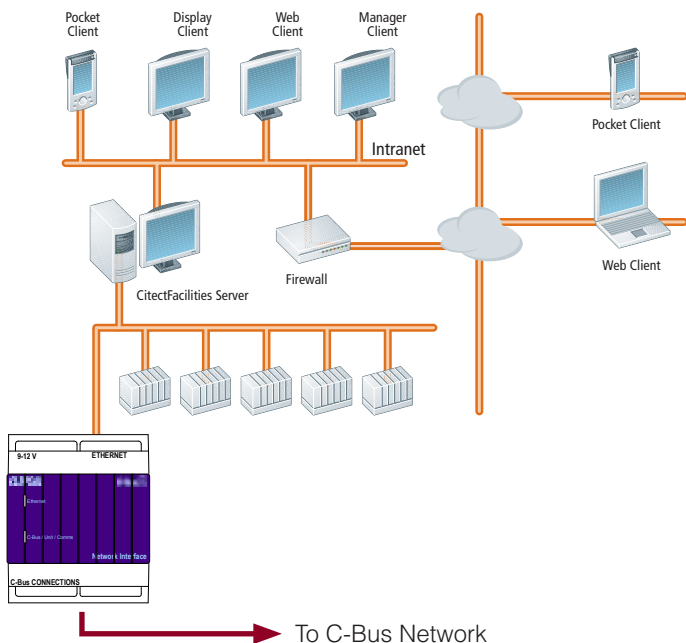 Pocket
Client
Display
Client
Web
Client
Manager
Client
Intranet
Pocket Client
CitectFacilities Server
Firewall
Web Client
9-12 V
ETHERNET
Ethernet
C-Bus / Unit / Comms
Network Interface
C-Bus CONNECTIONS
To C-Bus Network